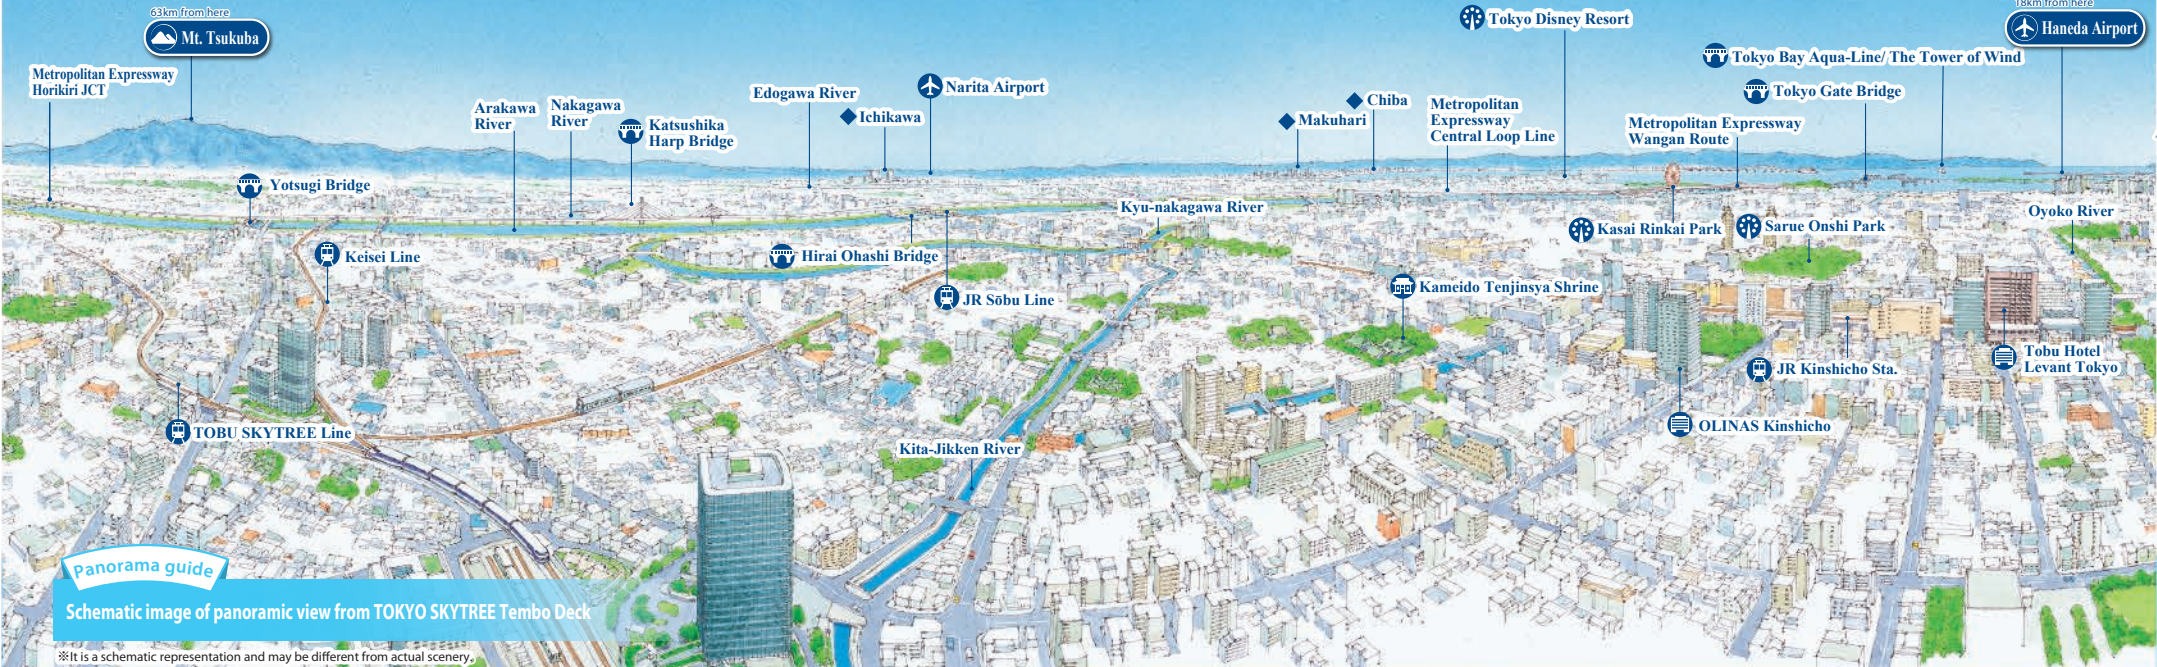 63km from here
Mt. Tsukuba
Metropolitan Expressway
Horikiri JCT
Yotsugi Bridge
Keisei Line
TOBU SKYTREE Line
Arakawa
River
Nakagawa
River
Katsushika
Harp Bridge
Edogawa River
Ichikawa
Narita Airport
Hirai Ohashi Bridge
JR Sōbu Line
Kyu-nakagawa River
Kita-Jikken River
Makuhari
Chiba
Metropolitan
Expressway
Central Loop Line
Tokyo Disney Resort
Kameido Tenjinsya Shrine
Metropolitan Expressway
Wangan Route
Kasai Rinkai Park
Sarue Onshi Park
Tokyo Bay Aqua-Line/ The Tower of Wind
Tokyo Gate Bridge
18km from here
Haneda Airport
Oyoko River
JR Kinshicho Sta.
OLINAS Kinshicho
Tobu Hotel
Levant Tokyo
Panorama guide
Schematic image of panoramic view from TOKYO SKYTREE Tembo Deck
※It is a schematic representation and may be different from actual scenery。